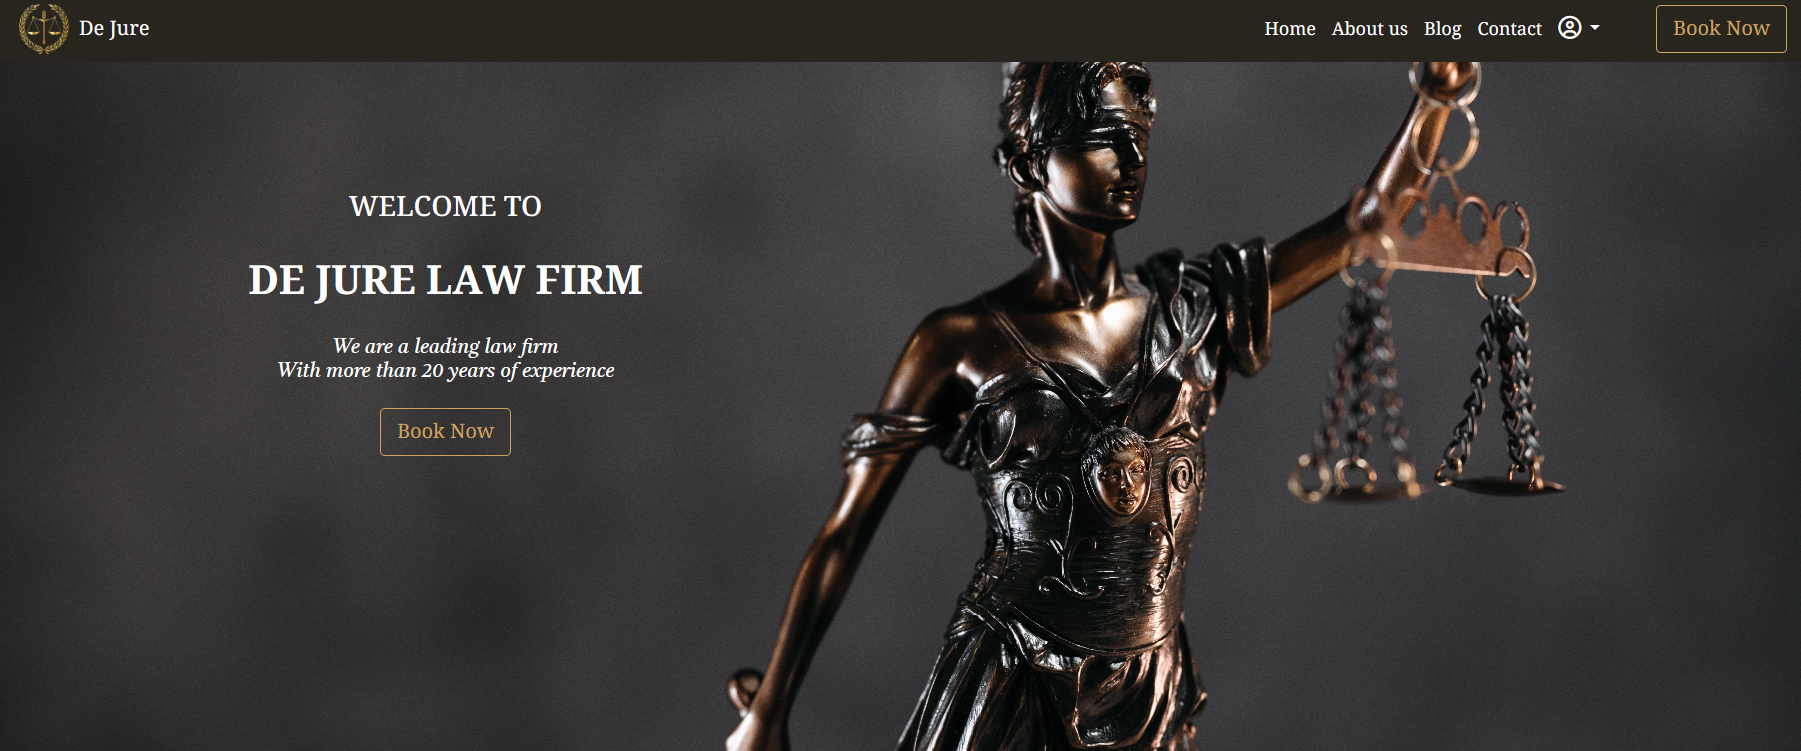 De Jure
Home About us Blog Contact
Book Now
WELCOME TO
DE JURE LAW FIRM
We are a leading law firm
With more than 20 years of experience
Book Now